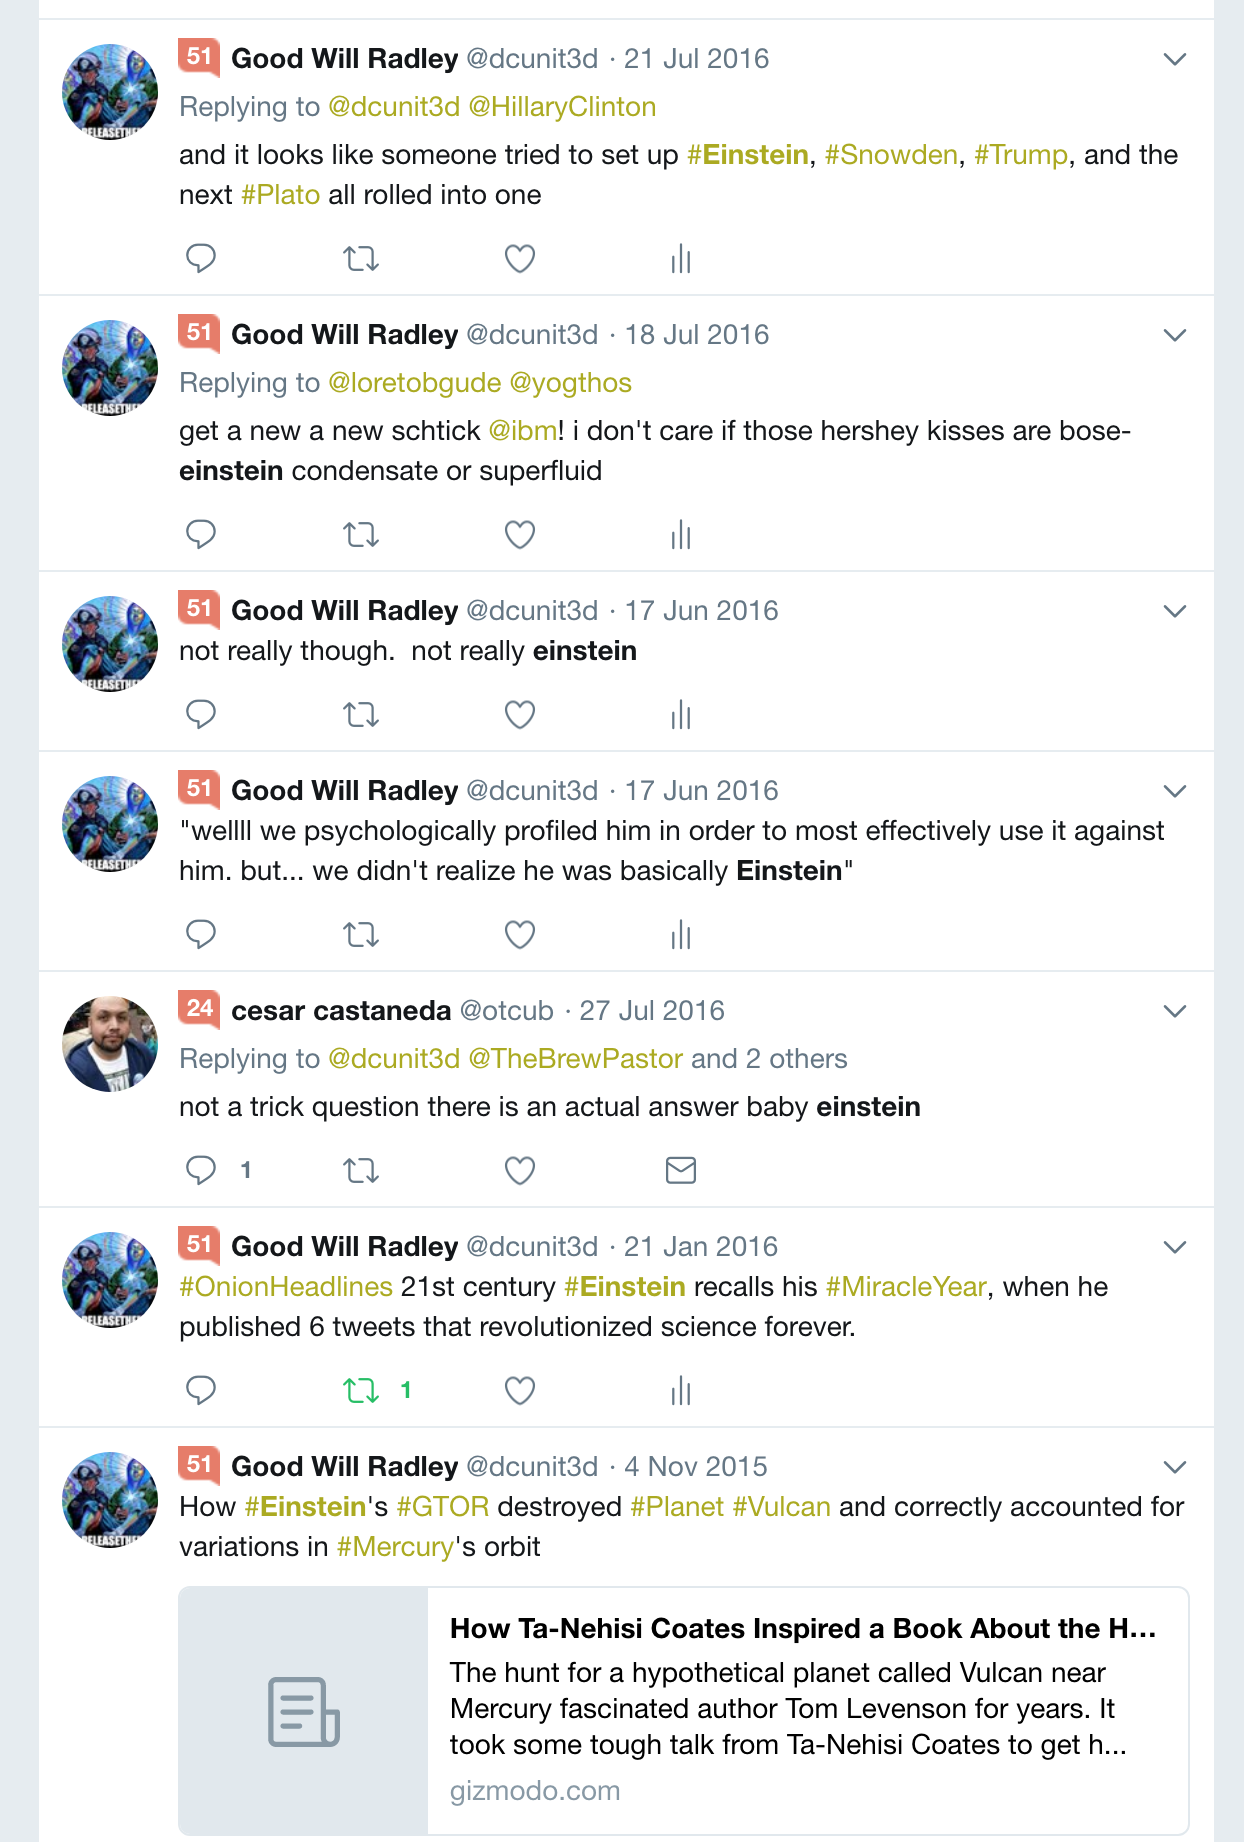 51 Good Will Radley @dcunit3d · 21 Jul 2016
Replying to @dcunit3d @HillaryClinton
and it looks like someone tried to set up #Einstein, #Snowden, #Trump, and the
next #Plato all rolled into one
51 Good Will Radley @dcunit3d · 18 Jul 2016
Replying to @loretobgude @yogthos
get a new a new schtick @ibm! i don't care if those hershey kisses are bose-
einstein condensate or superfluid
51 Good Will Radley @dcunit3d · 17 Jun 2016
not really though.  not really einstein
51 Good Will Radley @dcunit3d · 17 Jun 2016
"wellll we psychologically profiled him in order to most effectively use it against
him. but... we didn't realize he was basically Einstein"
24 cesar castaneda @otcub · 27 Jul 2016
Replying to @dcunit3d @TheBrewPastor and 2 others
not a trick question there is an actual answer baby einstein
1
51 Good Will Radley @dcunit3d · 21 Jan 2016
#OnionHeadlines 21st century #Einstein recalls his #MiracleYear, when he
published 6 tweets that revolutionized science forever.
1
51 Good Will Radley @dcunit3d · 4 Nov 2015
How #Einstein's #GTOR destroyed #Planet #Vulcan and correctly accounted for
variations in #Mercury's orbit
How Ta-Nehisi Coates Inspired a Book About the H...
The hunt for a hypothetical planet called Vulcan near
Mercury fascinated author Tom Levenson for years. It
took some tough talk from Ta-Nehisi Coates to get h...
gizmodo.com